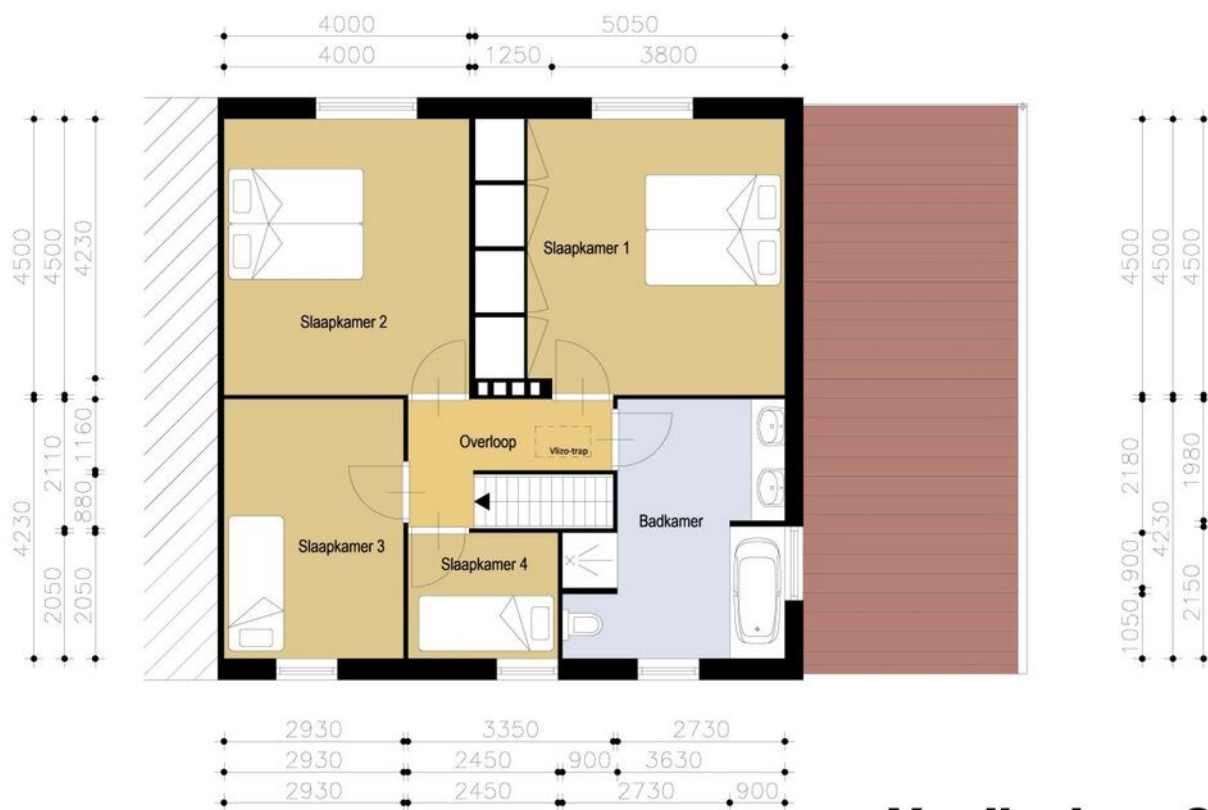 4000 5050
4000 1250 3800
Slaapkamer 1
Slaapkamer 2
Overloop
Vlizo-trap
Badkamer
Slaapkamer 3
Slaapkamer 4
4500 4500 4230
4230 2110 1160
880
2050 2050
4500 4500 4500
2180 4230 1980
900 2150
1050
2930 3350 2730
2930 2450 900 3630
2930 2450 2730 900